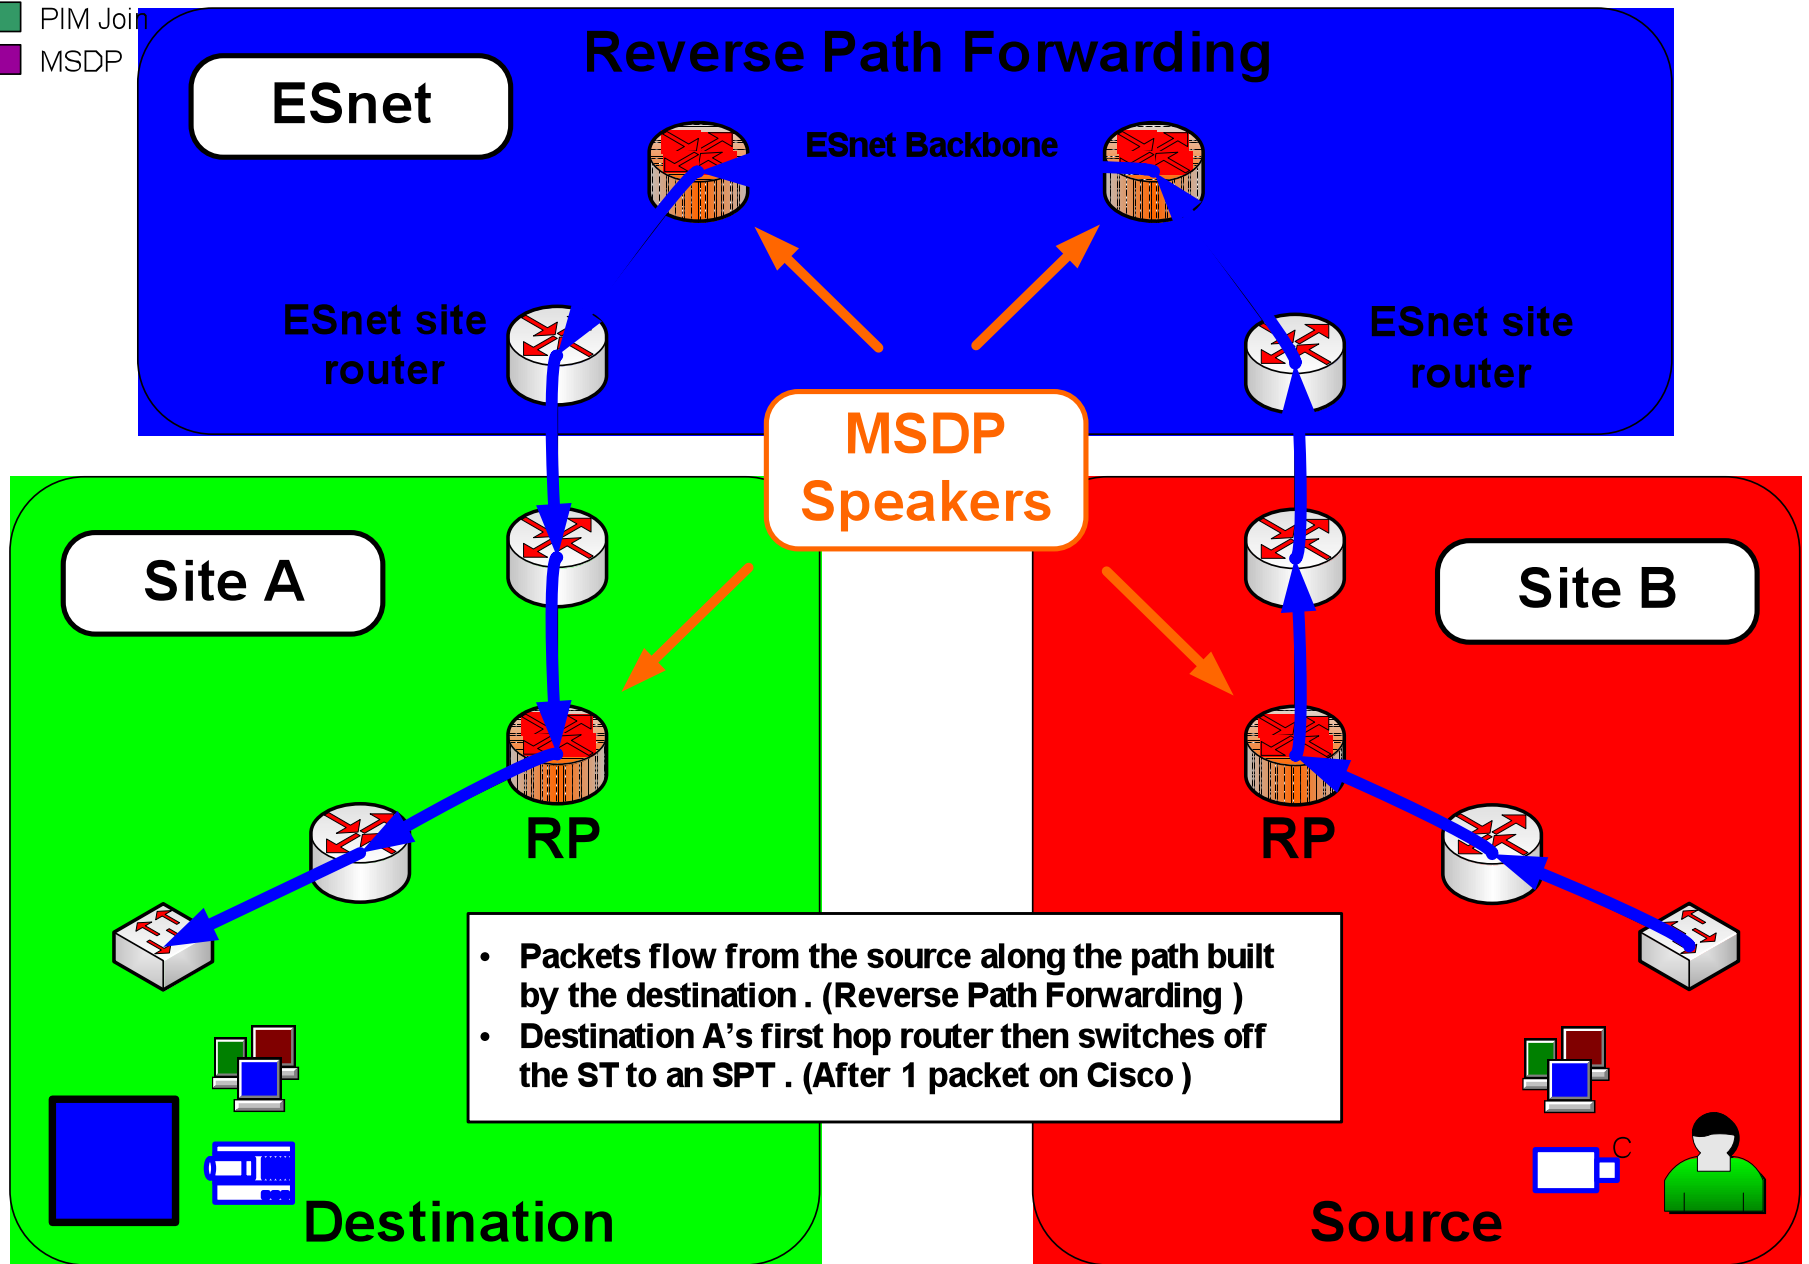 PIM Join
MSDP
Reverse Path Forwarding
ESnet
ESnet Backbone
ESnet site
router
ESnet site
router
MSDP
Speakers
Site A
Site B
RP
RP
• Packets flow from the source along the path built
by the destination . (Reverse Path Forwarding )
• Destination A’s first hop router then switches off
the ST to an SPT . (After 1 packet on Cisco )
C
Destination
Source